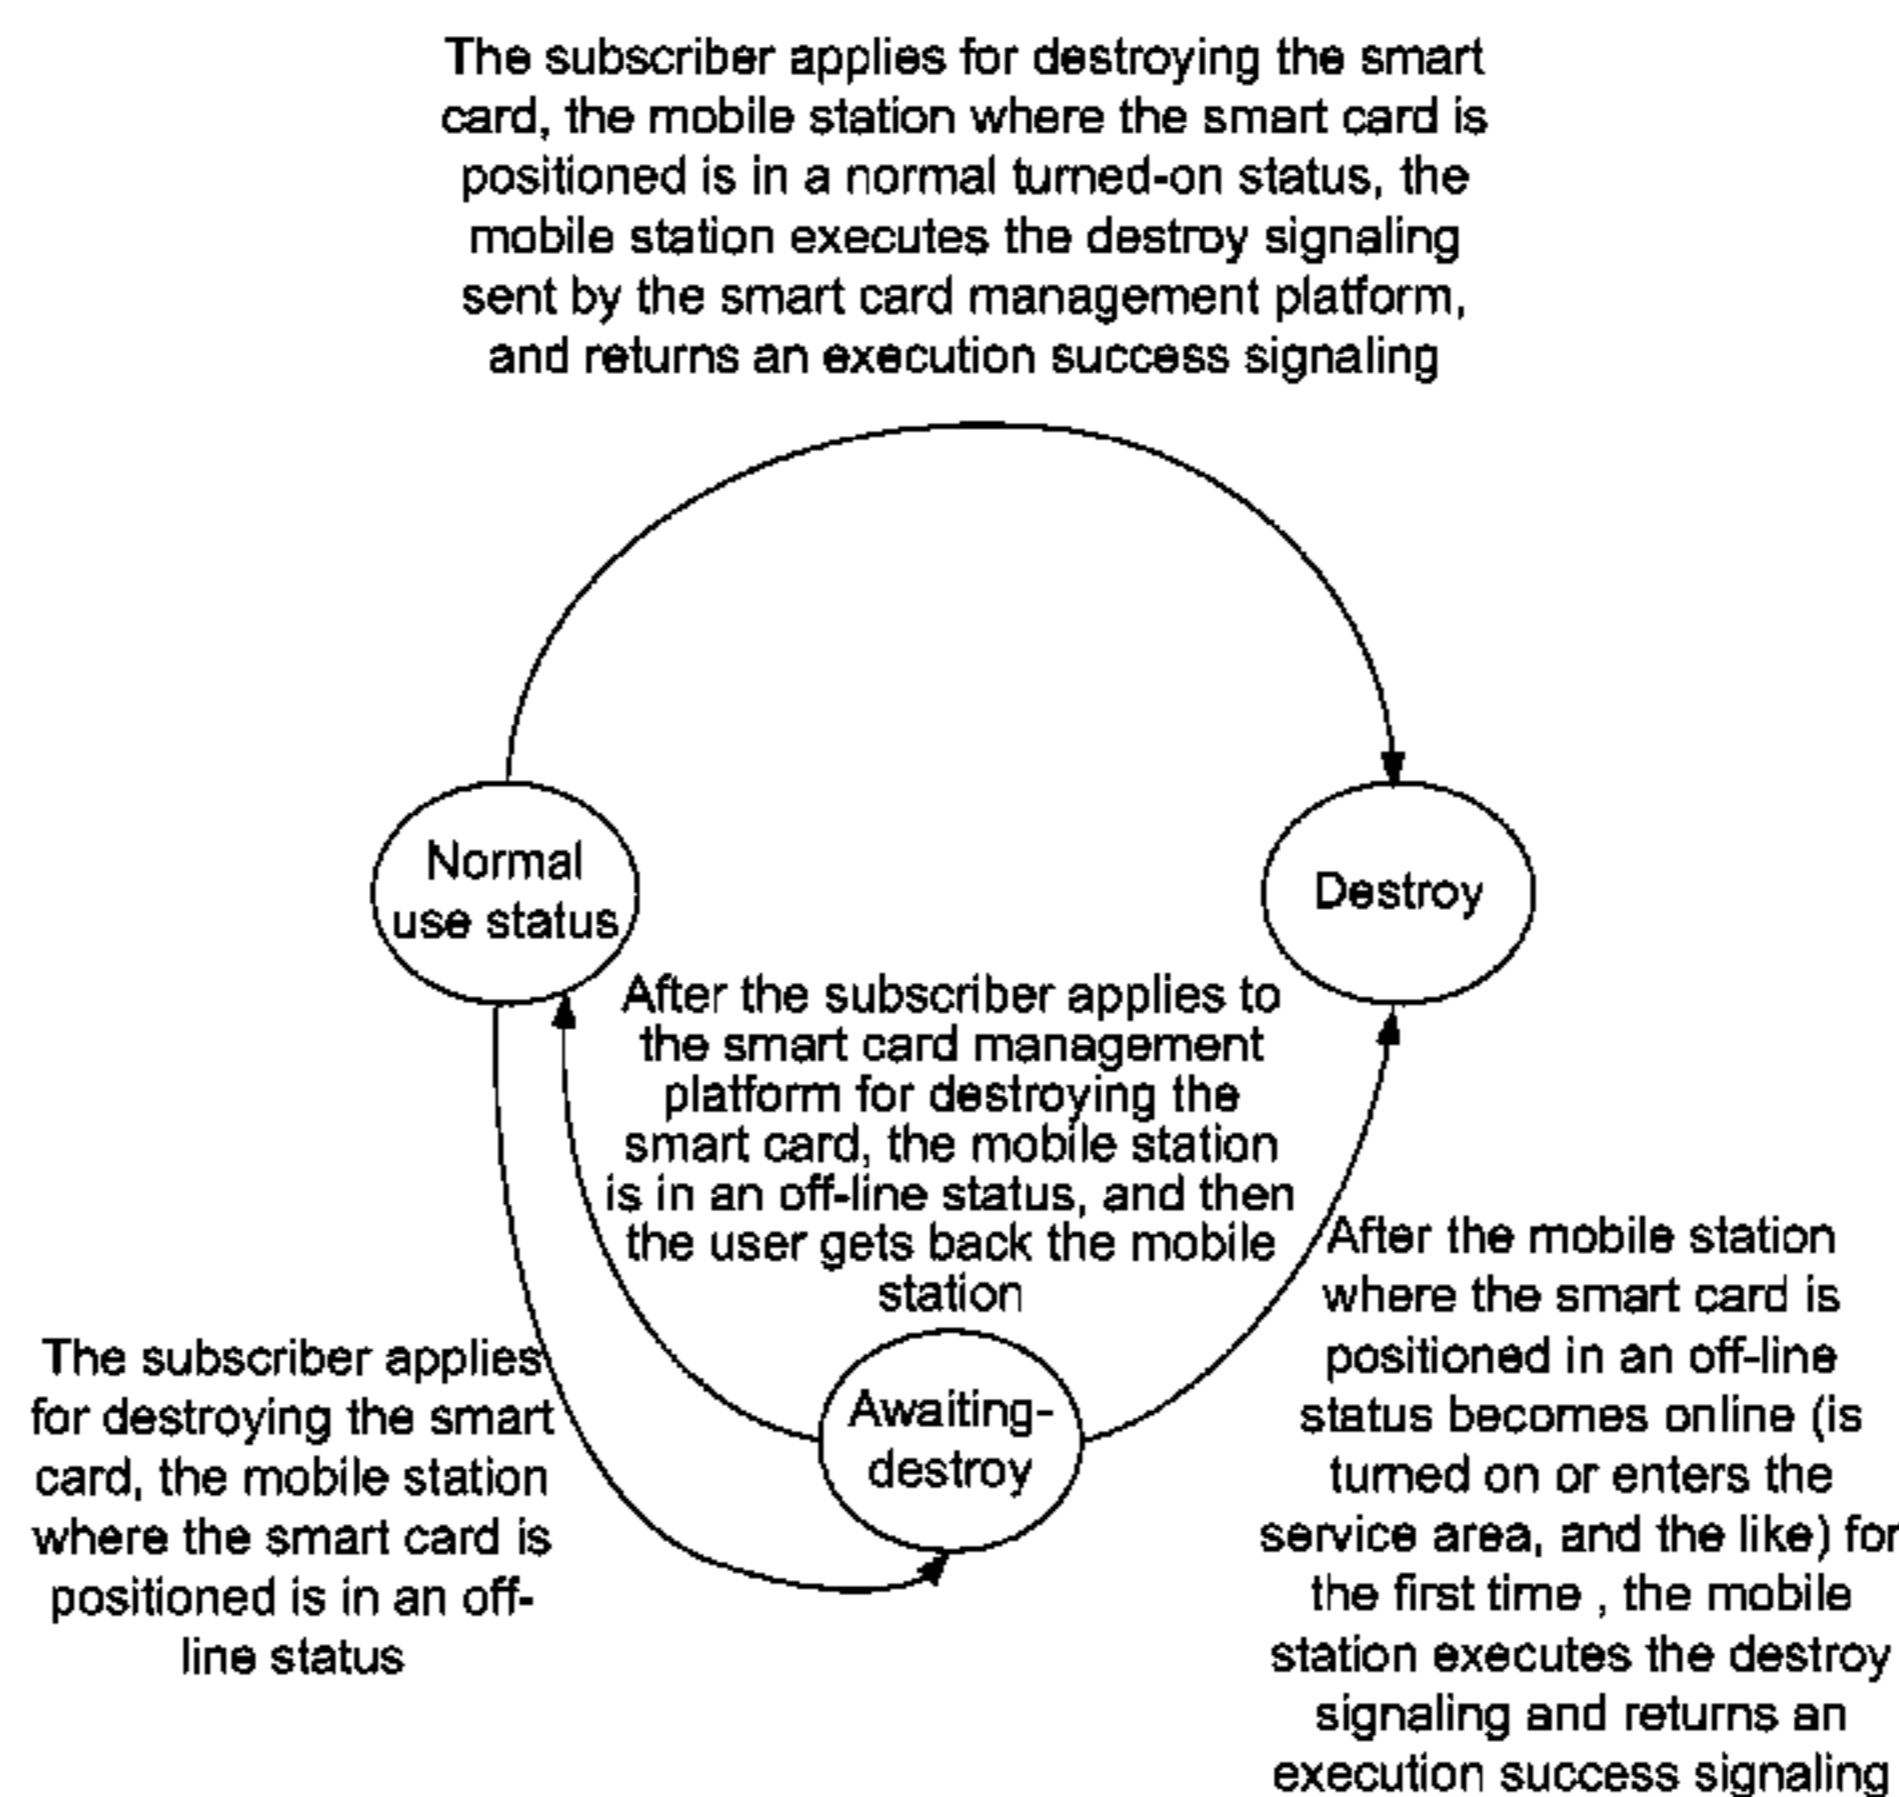 The subscriber applies for destroying the smart
card, the mobile station where the smart card is
positioned is in a normal turned-on status, the
mobile station executes the destroy signaling
sent by the smart card management platform,
and returns an execution success signaling
Normal
use status
Destroy
After the subscriber applies to
the smart card management
platform for destroying the
smart card, the mobile station
is in an off-line status, and then
the user gets back the mobile
station
The subscriber applies
for destroying the smart
card, the mobile station
where the smart card is
positioned is in an off-
line status
Awaiting-
destroy
After the mobile station
where the smart card is
positioned in an off-line
status becomes online (is
turned on or enters the
service area, and the like) for
the first time , the mobile
station executes the destroy
signaling and returns an
execution success signaling